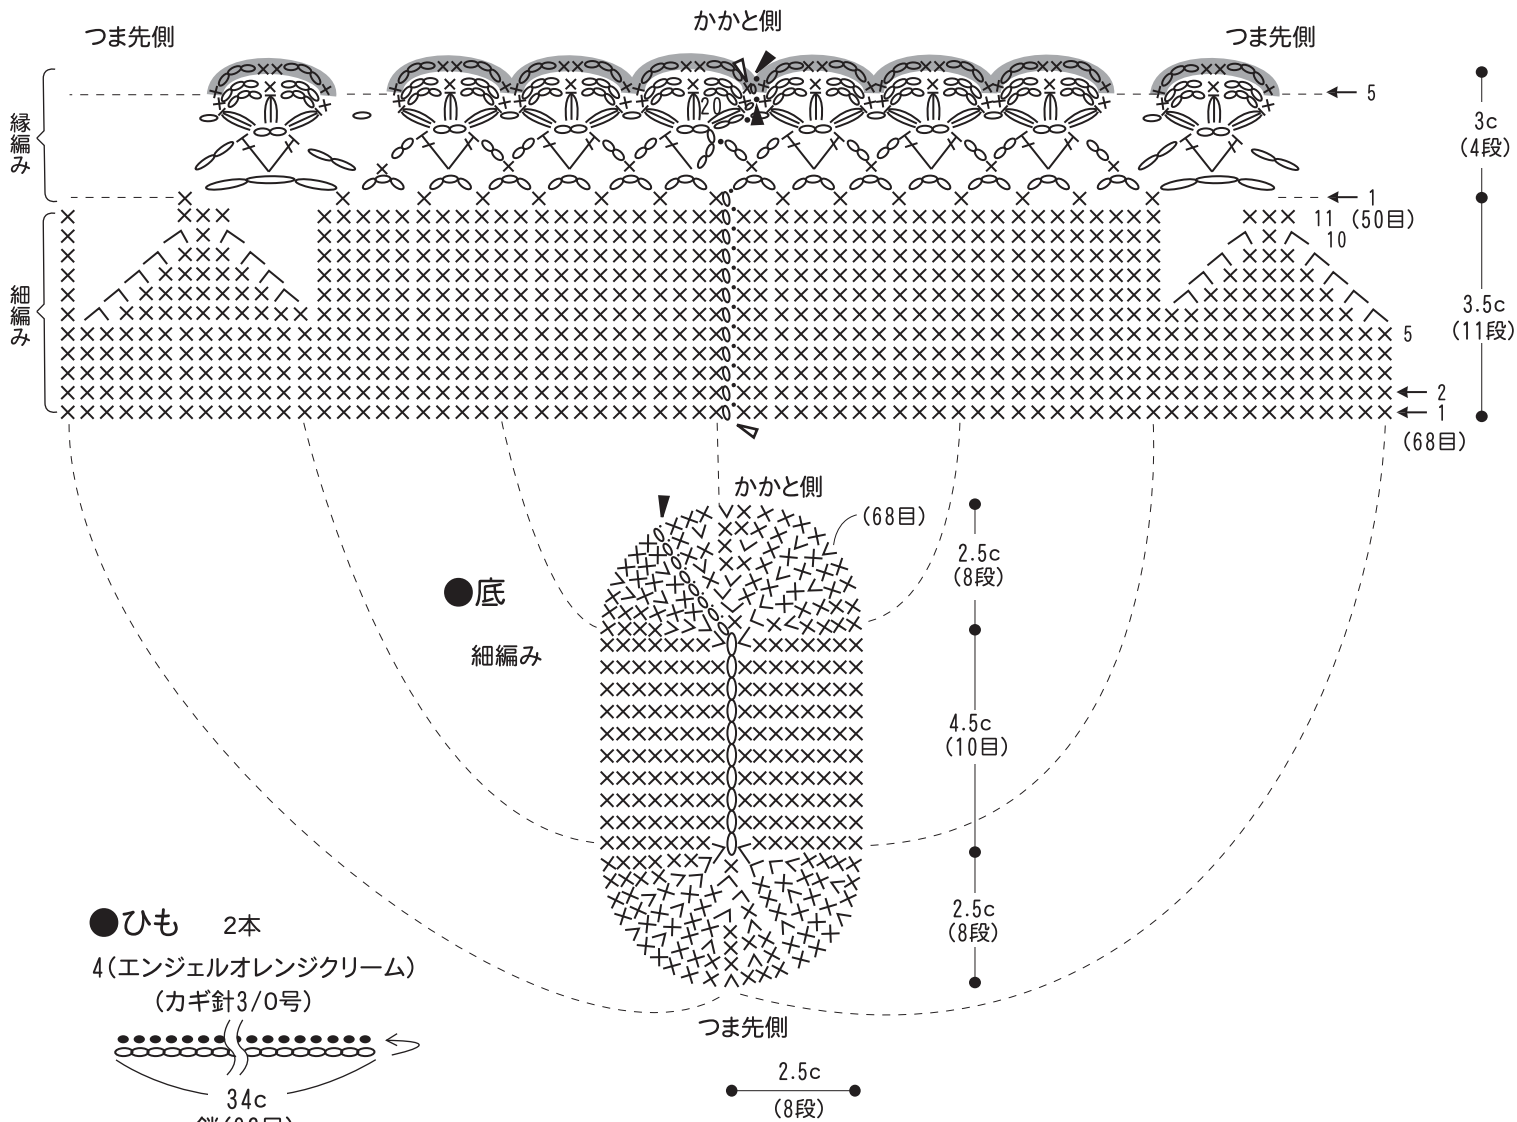 かかと側
つま先側
つま先側
縁編み
細編み
20
5
3c
(4段)
1
11 (50目)
10
3.5c
(11段)
5
2
1
(68目)
かかと側
(68目)
2.5c
(8段)
●底
細編み
4.5c
(10目)
2.5c
(8段)
●ひも 2本
4(エンジェルオレンジクリーム)
(カギ針3/0号)
つま先側
34c
2.5c
(8段)